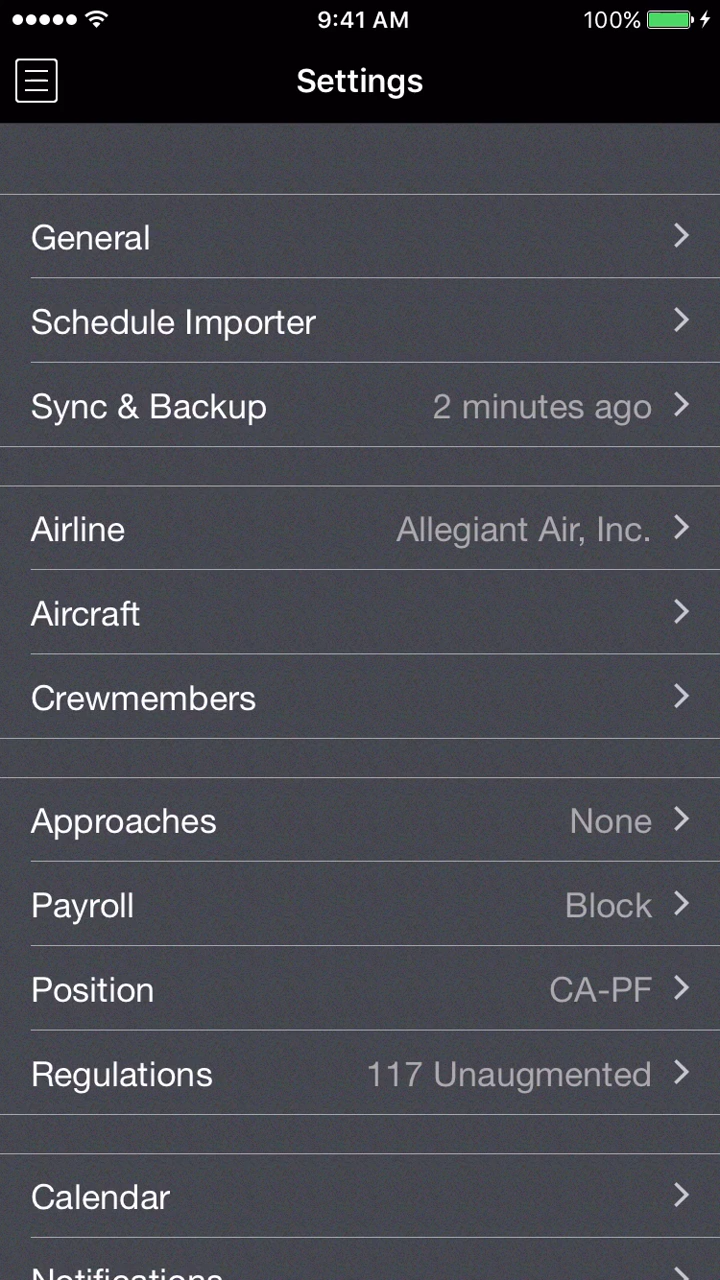 9:41 AM
100%
Settings
General
Schedule Importer
Sync & Backup 2 minutes ago
Airline Allegiant Air, Inc.
Aircraft
Crewmembers
Approaches None
Payroll Block
Position CA-PF
Regulations 117 Unaugmented
Calendar
Notifications